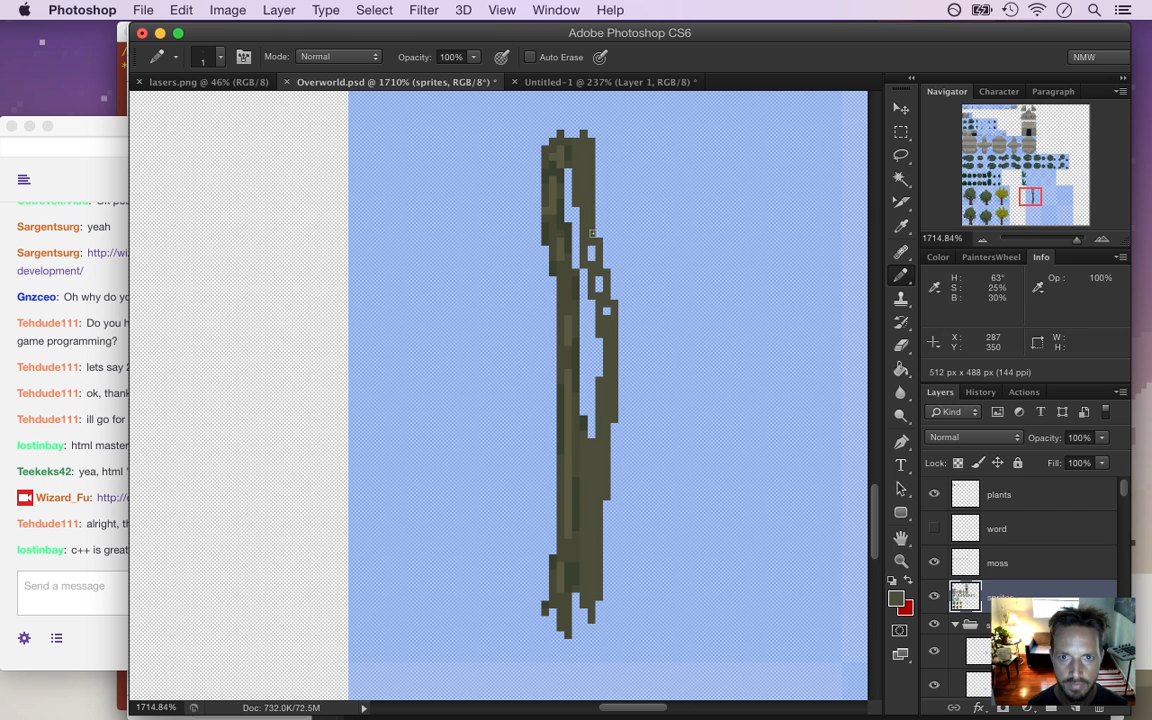 Photoshop File Edit Image Layer Type Select Filter 3D View Window Help
Adobe Photoshop CS6
1 Mode: Normal Opacity: 100% Auto Erase NMW
lasers.png @ 46% (RGB/8) Overworld.psd @ 1710% (sprites, RGB/8*) * Untitled-1 @ 237% (Layer 1, RGB/8) *
Navigator Character Paragraph
1714.84%
Color PaintersWheel Info
H: 63°
S: 25%
B: 30%
Op: 100%
X: 287
Y: 350
W:
H:
512 px x 488 px (144 ppi)
Layers History Actions
Kind
Normal Opacity: 100%
Lock: Fill: 100%
plants
word
moss
1714.84% Doc: 732.0K/72.5M
Sargentsurg: yeah
Sargentsurg: http://wi
development/
Gnzceo: Oh why do yo
Tehdude111: Do you h
game programming?
Tehdude111: lets say 2
Tehdude111: ok, thank
Tehdude111: ill go for
lostinbay: html master
Teekeks42: yea, html
Wizard_Fu: http://
Tehdude111: alright, th
lostinbay: c++ is great
Send a message